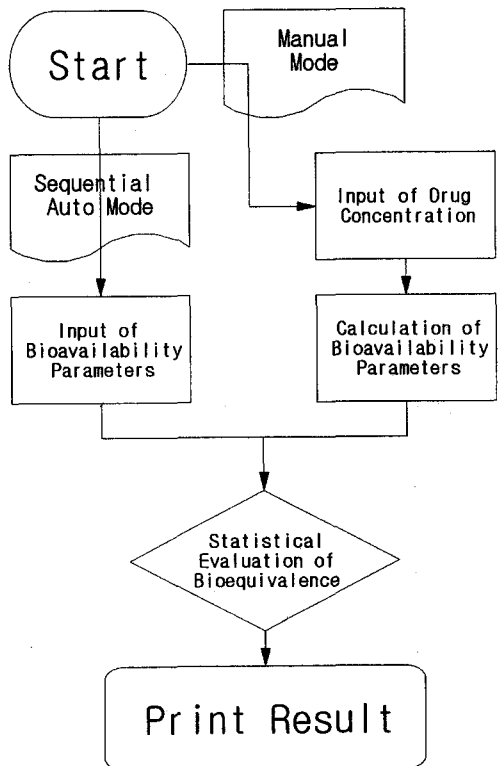 Start
Manual
Mode
Sequential
Auto Mode
Input of Drug
Concentration
Input of
Bioavailability
Parameters
Calculation of
Bioavailability
Parameters
Statistical
Evaluation of
Bioequivalence
Print Result